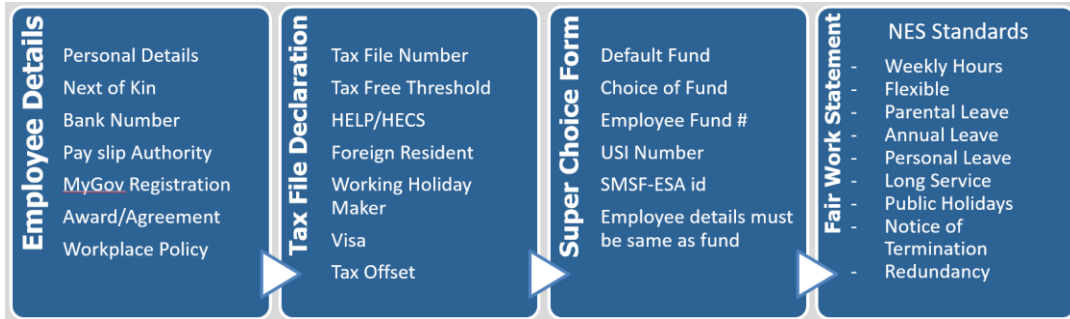 Employee Details
Personal Details
Next of Kin
Bank Number
Pay slip Authority
MyGov Registration
Award/Agreement
Workplace Policy
Tax File Declaration
Tax File Number
Tax Free Threshold
HELP/HECS
Foreign Resident
Working Holiday
Maker
Visa
Tax Offset
Super Choice Form
Default Fund
Choice of Fund
Employee Fund #
USI Number
SMSF-ESA id
Employee details must
be same as fund
Fair Work Statement
NES Standards
- Weekly Hours
- Flexible
- Parental Leave
- Annual Leave
- Personal Leave
- Long Service
- Public Holidays
- Notice of
Termination
- Redundancy